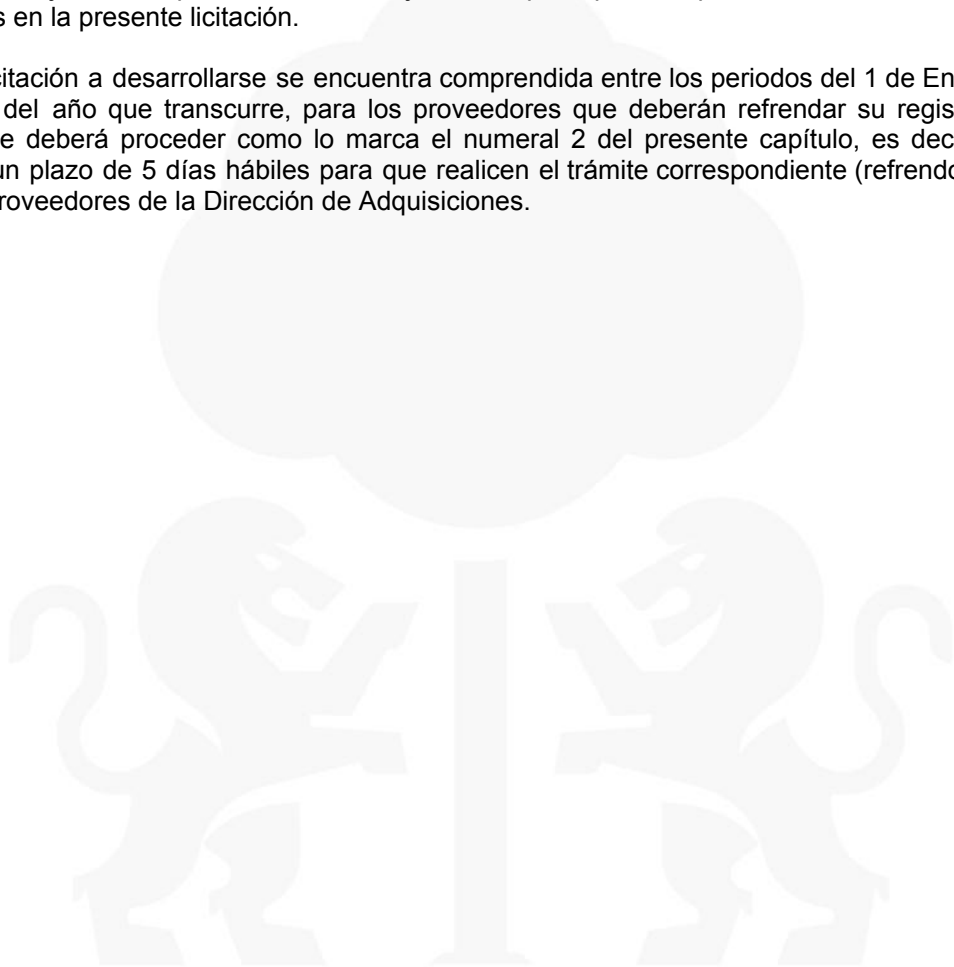 s en la presente licitación.
citación a desarrollarse se encuentra comprendida entre los periodos del 1 de En
del año que transcurre, para los proveedores que deberán refrendar su regis
e deberá proceder como lo marca el numeral 2 del presente capítulo, es dec
un plazo de 5 días hábiles para que realicen el trámite correspondiente (refrendo
roveedores de la Dirección de Adquisiciones.